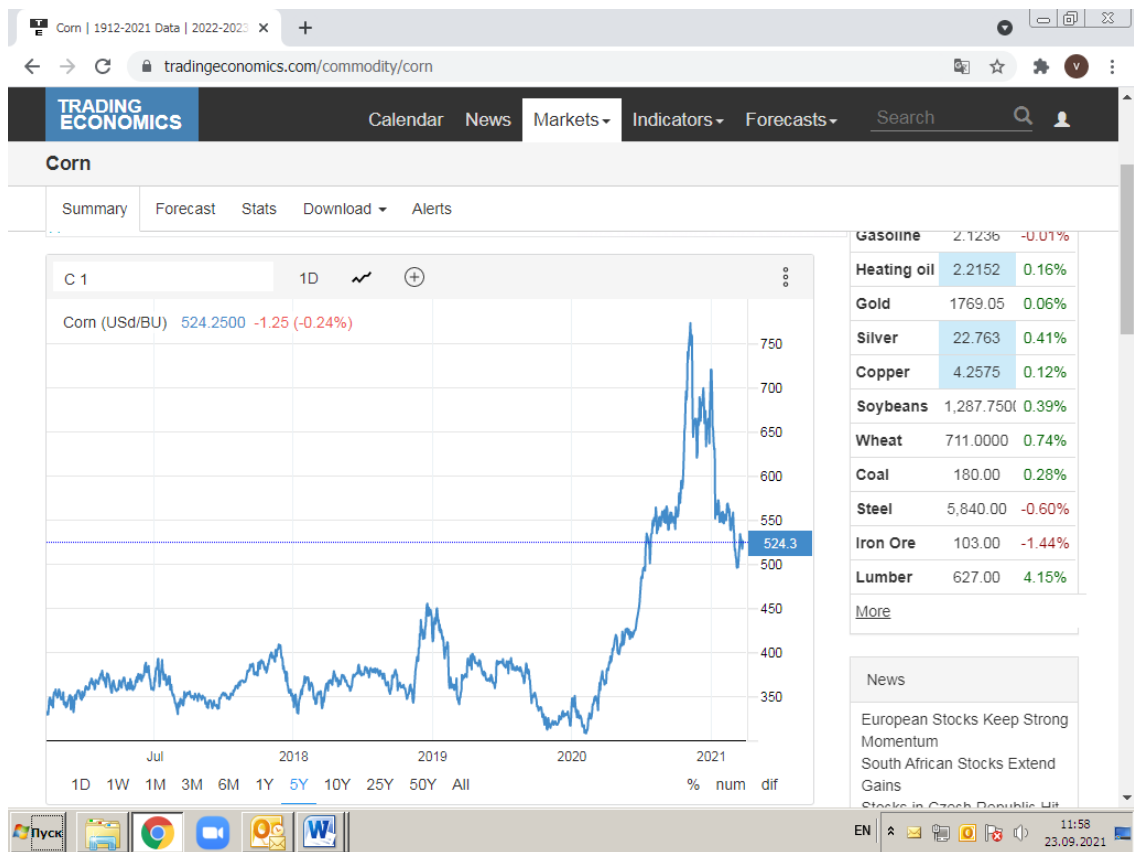 Corn | 1912-2021 Data | 2022-2023
tradingeconomics.com/commodity/corn
V
TRADING
ECONOMICS
Calendar News Markets Indicators Forecasts Search
Corn
Summary Forecast Stats Download Alerts
Gasoline 2.1236 -0.01%
C 1 1D
Heating oil 2.2152 0.16%
Gold 1769.05 0.06%
Corn (USd/BU) 524.2500 -1.25 (-0.24%)
Silver 22.763 0.41%
Copper 4.2575 0.12%
Soybeans 1,287.750 0.39%
Wheat 711.0000 0.74%
Coal 180.00 0.28%
Steel 5,840.00 -0.60%
Iron Ore 103.00 -1.44%
Lumber 627.00 4.15%
More
750
700
650
600
550
524.3
500
450
400
350
Jul 2018 2019 2020 2021
1D 1W 1M 3M 6M 1Y 5Y 10Y 25Y 50Y All % num dif
News
European Stocks Keep Strong
Momentum
South African Stocks Extend
Gains
Stocks in Czech Republic Hit
Пуск
EN
11:58
23.09.2021